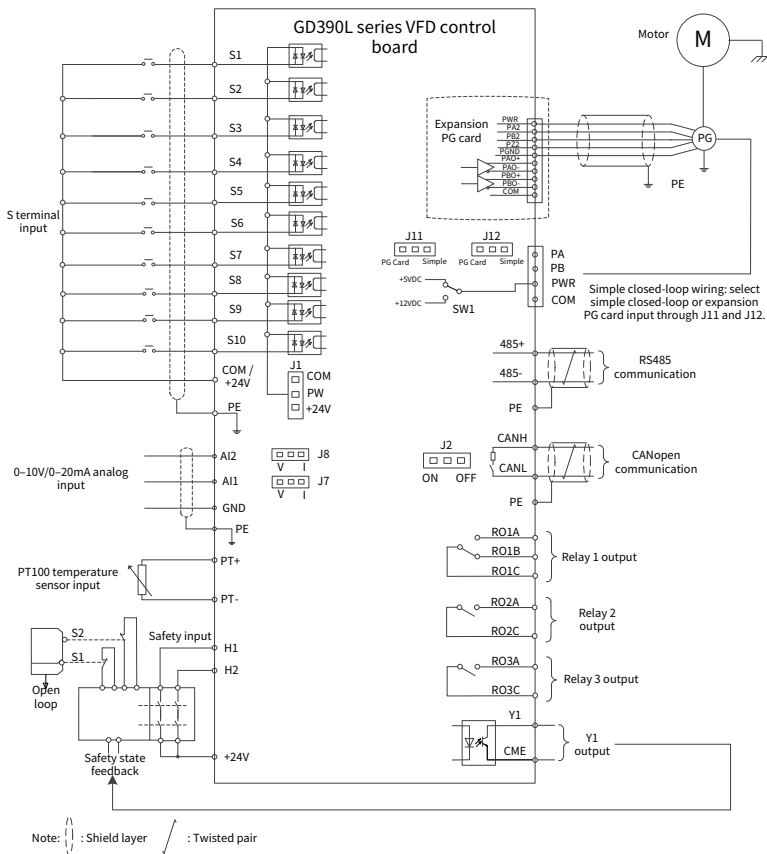 GD390L series VFD control
board
Motor
M
S1
S2
S3
S4
S5
S6
S7
S8
S9
S10
S terminal
input
COM /
+24V
PE
J1
COM
PW
+24V
Expansion
PG card
PWR
PA2
PB2
PZ2
PGND
PAO+
PAO-
PBO+
PBO-
COM
PG
PE
J11
PG Card Simple
J12
PG Card Simple
+5VDC
+12VDC
SW1
PA
PB
PWR
COM
Simple closed-loop wiring: select
simple closed-loop or expansion
PG card input through J11 and J12.
485+
485-
PE
RS485
communication
CANH
CANL
PE
J2
ON OFF
CANopen
communication
0–10V/0–20mA analog
input
AI2
AI1
GND
PE
J8
V I
J7
V I
PT100 temperature
sensor input
PT+
PT-
RO1A
RO1B
RO1C
Relay 1 output
RO2A
RO2C
Relay 2
output
RO3A
RO3C
Relay 3 output
Y1
CME
Y1
output
S2
S1
Open
loop
Safety input
H1
H2
+24V
Safety state
feedback
Note: : Shield layer : Twisted pair